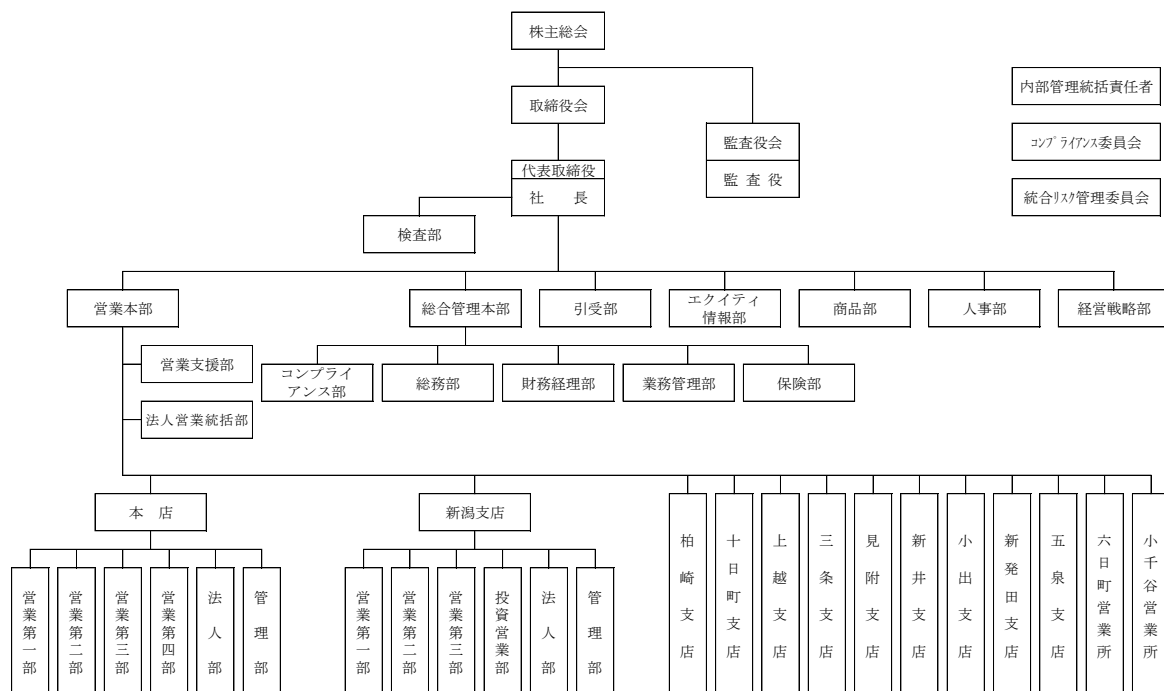 株主総会
内部管理統括責任者
取締役会
監査役会
コンプライアンス委員会
代表取締役
監 査 役
社 長
統合リスク管理委員会
検査部
営業本部
総合管理本部
引受部
エクイティ
情報部
商品部
人事部
経営戦略部
営業支援部
コンプライ
アンス部
総務部
財務経理部
業務管理部
保険部
法人営業統括部
本 店
新潟支店
柏崎支店
十日町支店
上越支店
三条支店
見附支店
新井支店
小出支店
新発田支店
五泉支店
六日町営業所
小千谷営業所
営業第一部
営業第二部
営業第三部
営業第四部
法人部
管理部
営業第一部
営業第二部
営業第三部
投資営業部
法人部
管理部